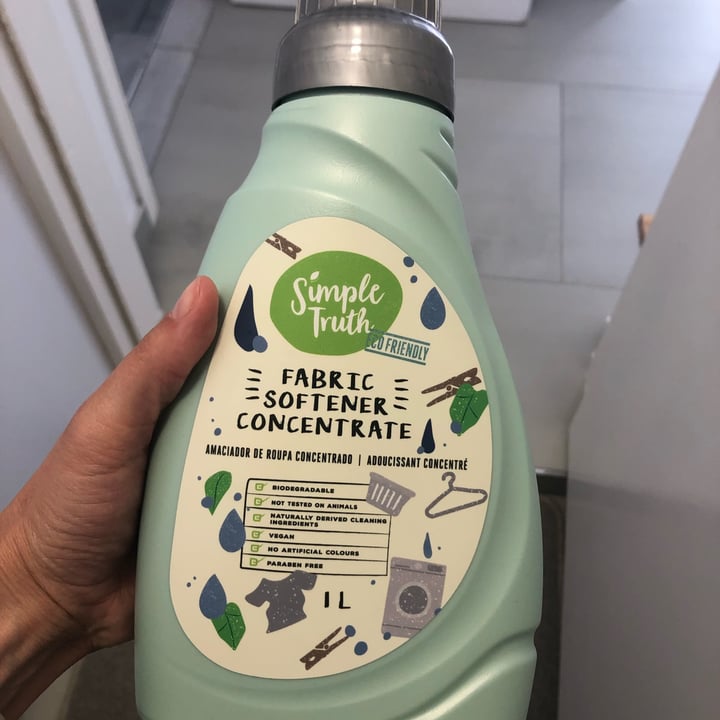 Simple
Truth
ECO FRIENDLY
FABRIC
SOFTENER
CONCENTRATE
AMACIADOR DE ROUPA CONCENTRADO | ADOUCISSANT CONCENTRÉ
BIODEGRADABLE
NOT TESTED ON ANIMALS
NATURALLY DERIVED CLEANING
INGREDIENTS
VEGAN
NO ARTIFICIAL COLOURS
PARABEN FREE
1 L